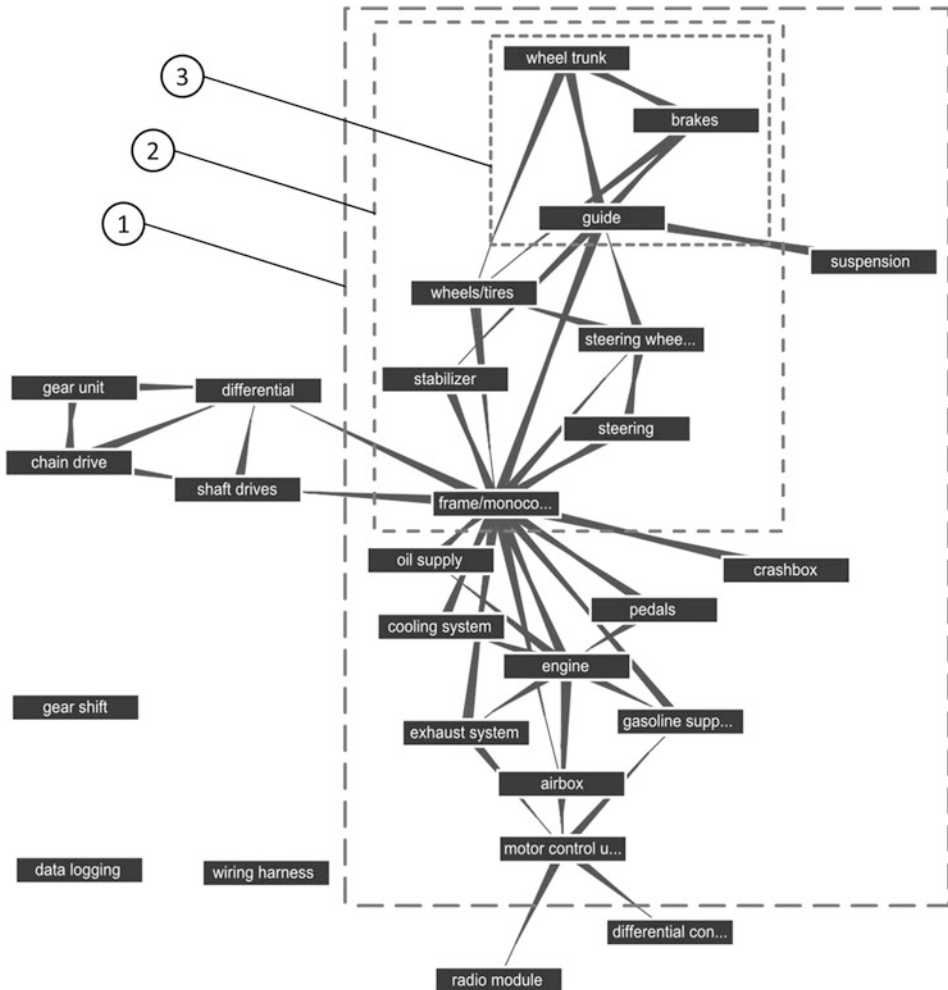 wheel trunk
3
brakes
2
1
guide
suspension
wheels/tires
steering whee...
stabilizer
gear unit
differential
steering
chain drive
shaft drives
frame/monoco...
oil supply
crashbox
pedals
cooling system
engine
gear shift
exhaust system
gasoline supp...
airbox
motor control u...
data logging
wiring harness
differential con...
radio module